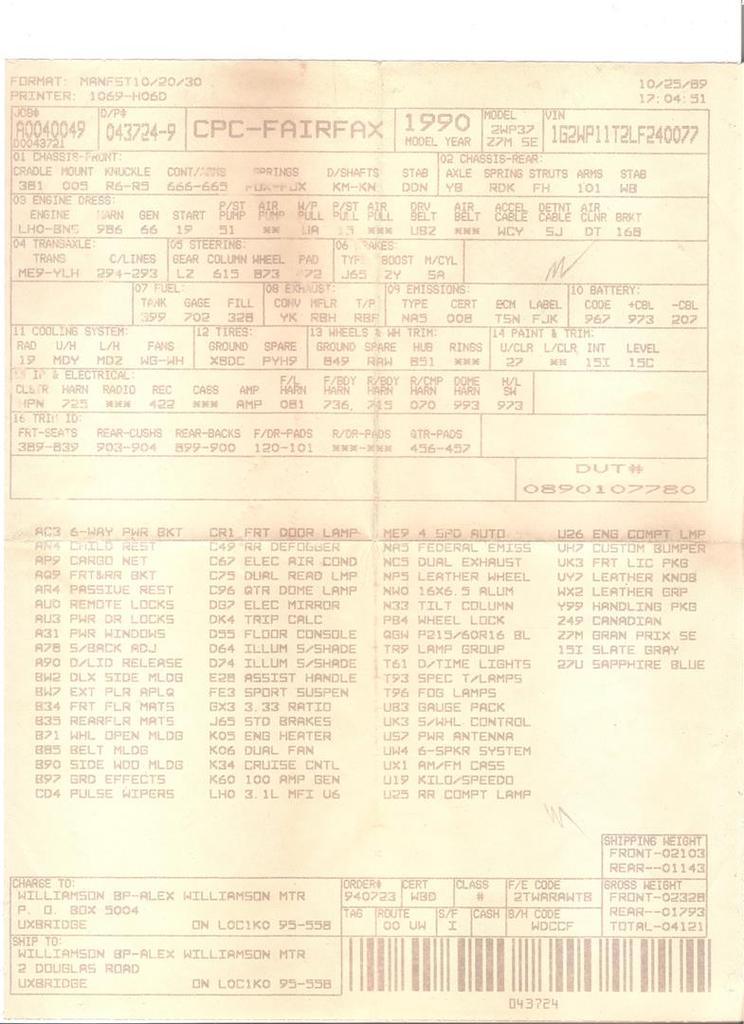 FORMAT: MANFST10/20/30 10/25/89
PRINTER: 1069-H06D 17:04:51
JOB# D/P# MODEL VIN
A0040049 043724-9 CPC-FAIRFAX 1990 2WP37 1G2WP11T2LF240077
D0043721 MODEL YEAR Z7M SE
01 CHASSIS-FRONT: 02 CHASSIS-REAR:
CRADLE MOUNT KNUCKLE SPRINGS D/SHAFTS STAB AXLE SPRING STRUTS ARMS STAB
381 005 R6-R5 666-665 KM-KN DDN YB RDK FH 101 WB
03 ENGINE DRESS: P/ST AIR W/P P/ST AIR DRV AIR ACCEL DETNT AIR
ENGINE HARN GEN START PUMP PUMP PULL PULL PULL BELT BELT CABLE CABLE CLNR BRKT
LHO-BNS 986 66 19 51 ** *** UBZ *** WCY SJ DT 168
04 TRANSAXLE: 05 STEERING: 06 BRAKES:
TRANS C/LINES GEAR COLUMN WHEEL PAD TYPE BOOST M/CYL
ME9-YLH 294-293 LZ 615 873 J65 2Y 5A
07 FUEL: 08 EXHAUST: 09 EMISSIONS: 10 BATTERY:
TANK GAGE FILL CONV MFLR T/P TYPE CERT ECM LABEL CODE +CBL -CBL
399 702 328 YK RBH RBF NA5 008 TSN FJK 967 973 207
11 COOLING SYSTEM: 12 TIRES: 13 WHEELS & WH TRIM: 14 PAINT & TRIM:
RAD U/H L/H FANS GROUND SPARE GROUND SPARE HUB RINGS U/CLR L/CLR INT LEVEL
19 MDY MDZ WG-WH XBDC PYH9 849 RAW 851 *** 27 ** 15I 15C
15 IP & ELECTRICAL: F/L F/BDY R/BDY R/CMP DOME H/L
CLSTR HARN RADIO REC CASS AMP HARN HARN HARN HARN HARN SW
725 *** 422 *** AMP 081 736, 715 070 993 973
16 TRIM ID:
FRT-SEATS REAR-CUSHS REAR-BACKS F/DR-PADS R/DR-PADS QTR-PADS
389-839 903-904 899-900 120-101 ***-*** 456-457
DUT#
0890107780
AC3 6-WAY PWR BKT CR1 FRT DOOR LAMP ME9 4 SPD AUTO U26 ENG COMPT LMP
AR4 CHILD REST C49 RR DEFOGGER NA5 FEDERAL EMISS VH7 CUSTOM BUMPER
AP9 CARGO NET C67 ELEC AIR COND NC5 DUAL EXHAUST VK3 FRT LIC PKG
AQ9 FRT&RR BKT C75 DUAL READ LMP NP5 LEATHER WHEEL VY7 LEATHER KNOB
AR4 PASSIVE REST C96 QTR DOME LAMP NW0 16X6.5 ALUM WX2 LEATHER GRP
AU0 REMOTE LOCKS DG7 ELEC MIRROR N33 TILT COLUMN Y99 HANDLING PKG
AU3 PWR DR LOCKS DK4 TRIP CALC PB4 WHEEL LOCK Z49 CANADIAN
A31 PWR WINDOWS D55 FLOOR CONSOLE QGW P215/60R16 BL Z7M GRAN PRIX SE
A78 S/BACK ADJ D64 ILLUM S/SHADE TR9 LAMP GROUP 15I SLATE GRAY
A90 D/LID RELEASE D74 ILLUM S/SHADE T61 D/TIME LIGHTS 27U SAPPHIRE BLUE
BW2 DLX SIDE MLDG E28 ASSIST HANDLE T93 SPEC T/LAMPS
BW7 EXT PLR APLQ FE3 SPORT SUSPEN T96 FOG LAMPS
B34 FRT FLR MATS GX3 3.33 RATIO UB3 GAUGE PACK
B35 REARFLR MATS J65 STD BRAKES UK3 S/WHL CONTROL
B71 WHL OPEN MLDG K05 ENG HEATER U57 PWR ANTENNA
B85 BELT MLDG K06 DUAL FAN UW4 6-SPKR SYSTEM
B90 SIDE WDO MLDG K34 CRUISE CNTL UX1 AM/FM CASS
B97 GRD EFFECTS K60 100 AMP GEN U19 KILO/SPEEDO
CD4 PULSE WIPERS LH0 3.1L MFI V6 U25 RR COMPT LAMP
SHIPPING WEIGHT
FRONT-02103
REAR--01143
CHARGE TO: ORDER# CERT CLASS F/E CODE GROSS WEIGHT
WILLIAMSON BP-ALEX WILLIAMSON MTR 940723 WBD # 2TWARAWTB FRONT-02328
P. O. BOX 5004 TAG ROUTE S/F CASH B/H CODE REAR--01793
UXBRIDGE ON LOC1KO 95-558 00 UW I WDCCF TOTAL-04121
SHIP TO:
WILLIAMSON BP-ALEX WILLIAMSON MTR
2 DOUGLAS ROAD
UXBRIDGE ON LOC1KO 95-558
043724